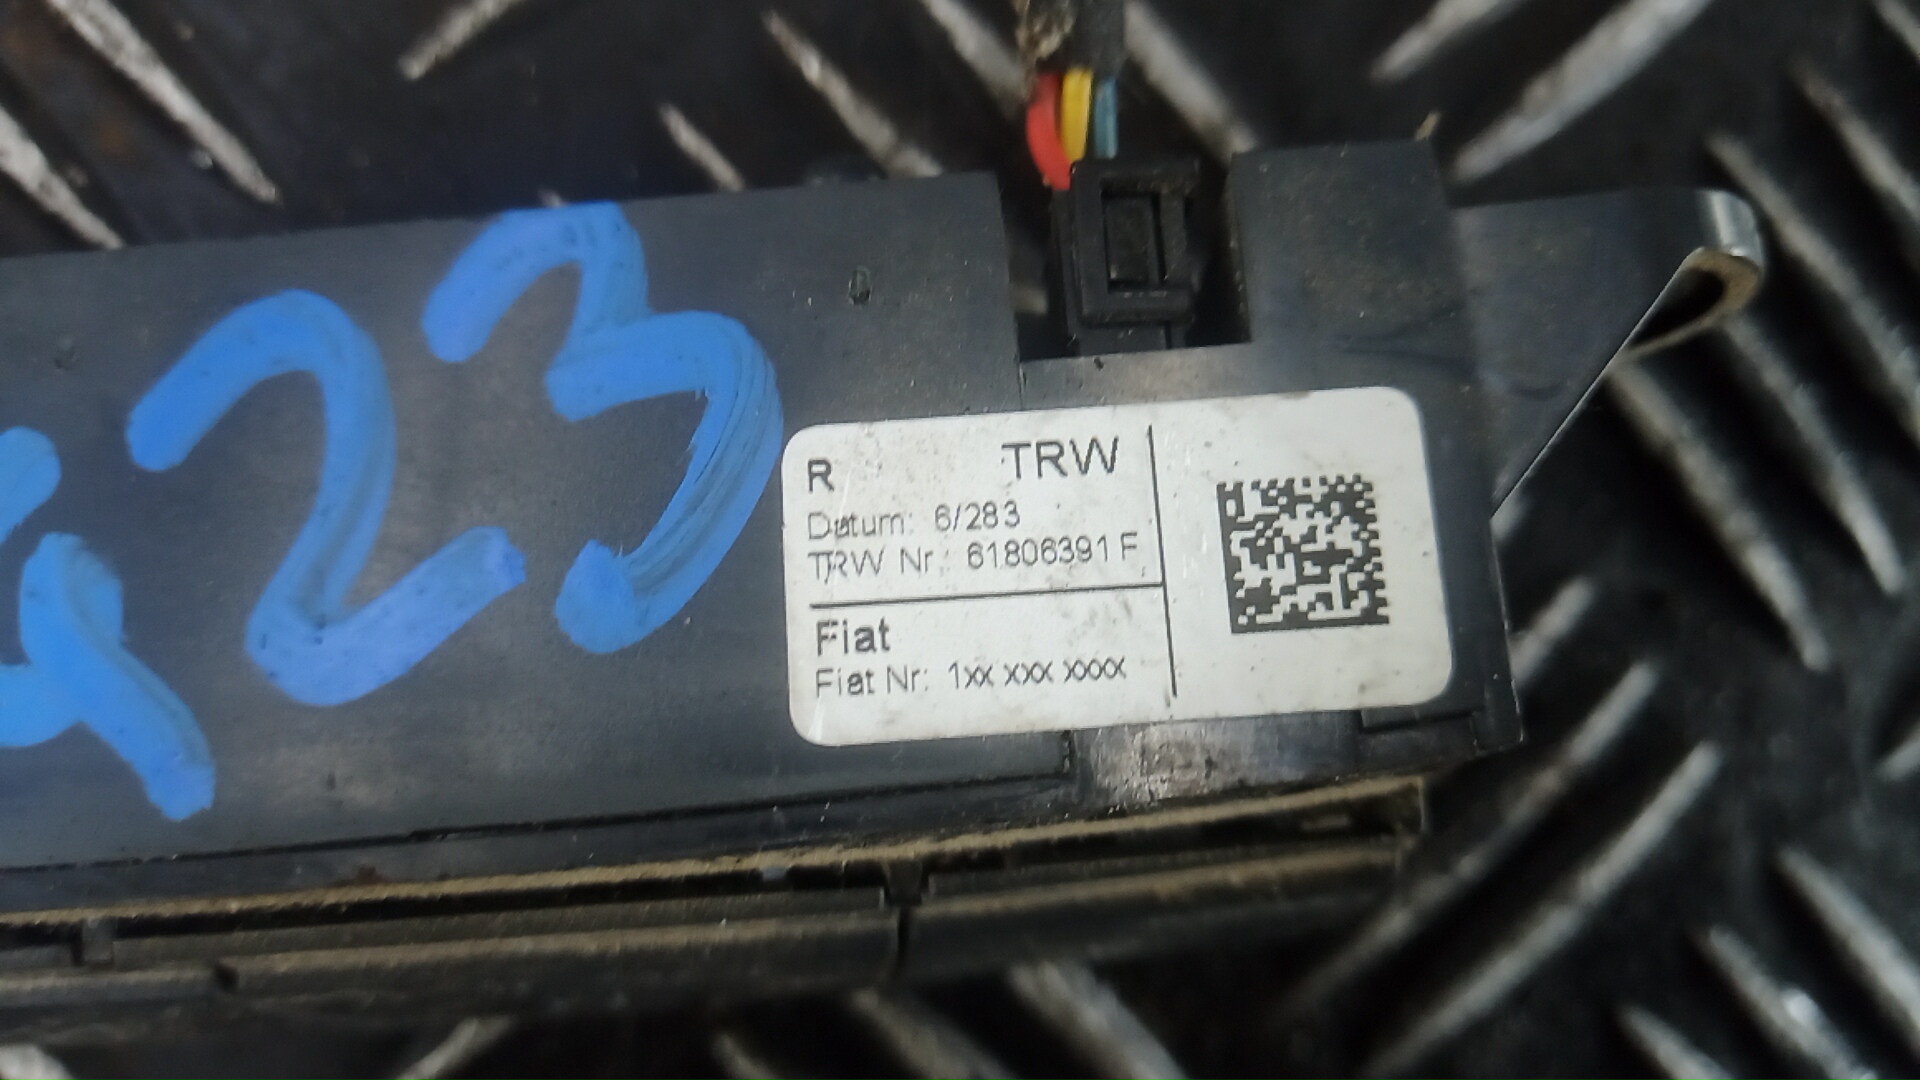 23
R TRW
Datum: 6/283
TRW Nr.: 61806391 F
Fiat
Fiat Nr: 1xx xxx xxxx